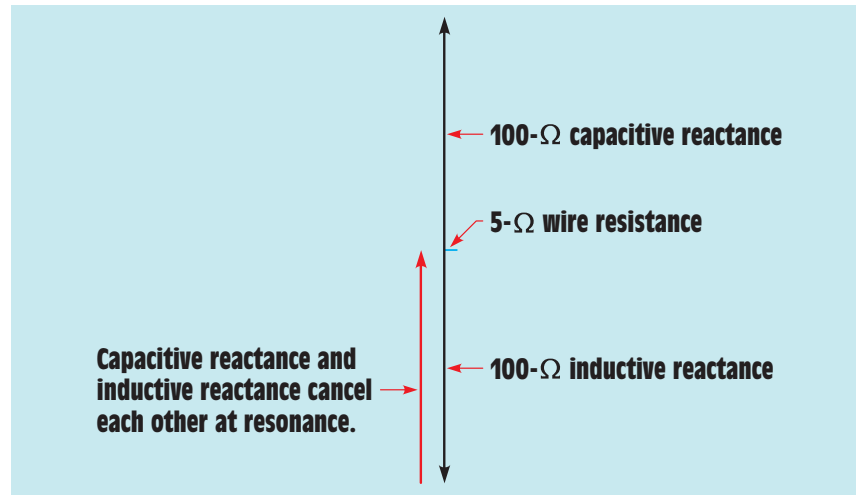 100-Ω capacitive reactance
5-Ω wire resistance
100-Ω inductive reactance
Capacitive reactance and
inductive reactance cancel
each other at resonance.